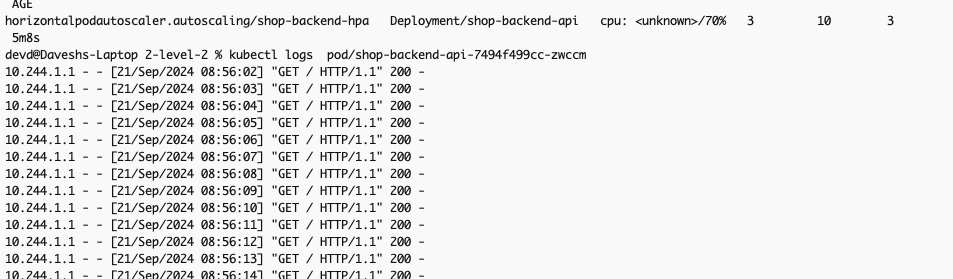 AGE
horizontalpodautoscaler.autoscaling/shop-backend-hpa   Deployment/shop-backend-api   cpu: <unknown>/70%   3         10        3
 5m8s
devd@Daveshs-Laptop 2-level-2 % kubectl logs  pod/shop-backend-api-7494f499cc-zwccm
10.244.1.1 - - [21/Sep/2024 08:56:02] "GET / HTTP/1.1" 200 -
10.244.1.1 - - [21/Sep/2024 08:56:03] "GET / HTTP/1.1" 200 -
10.244.1.1 - - [21/Sep/2024 08:56:04] "GET / HTTP/1.1" 200 -
10.244.1.1 - - [21/Sep/2024 08:56:05] "GET / HTTP/1.1" 200 -
10.244.1.1 - - [21/Sep/2024 08:56:06] "GET / HTTP/1.1" 200 -
10.244.1.1 - - [21/Sep/2024 08:56:07] "GET / HTTP/1.1" 200 -
10.244.1.1 - - [21/Sep/2024 08:56:08] "GET / HTTP/1.1" 200 -
10.244.1.1 - - [21/Sep/2024 08:56:09] "GET / HTTP/1.1" 200 -
10.244.1.1 - - [21/Sep/2024 08:56:10] "GET / HTTP/1.1" 200 -
10.244.1.1 - - [21/Sep/2024 08:56:11] "GET / HTTP/1.1" 200 -
10.244.1.1 - - [21/Sep/2024 08:56:12] "GET / HTTP/1.1" 200 -
10.244.1.1 - - [21/Sep/2024 08:56:13] "GET / HTTP/1.1" 200 -
10.244.1.1 - - [21/Sep/2024 08:56:14] "GET / HTTP/1.1" 200 -